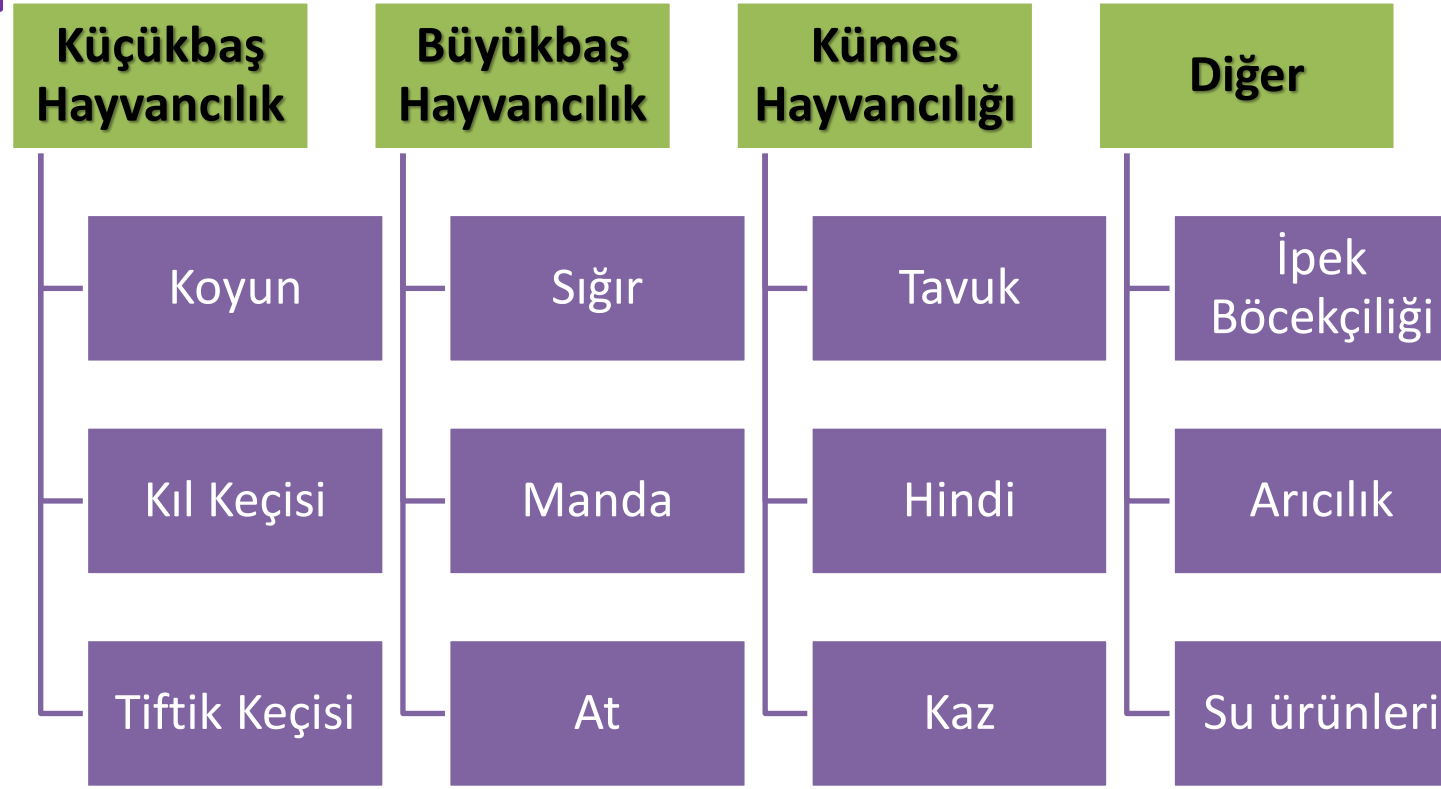 Küçükbaş
Hayvancılık
Koyun
Kıl Keçisi
Tiftik Keçisi
Büyükbaş
Hayvancılık
Sığır
Manda
At
Kümes
Hayvancılığı
Tavuk
Hindi
Kaz
Diğer
İpek
Böcekçiliği
Arıcılık
Su ürünleri